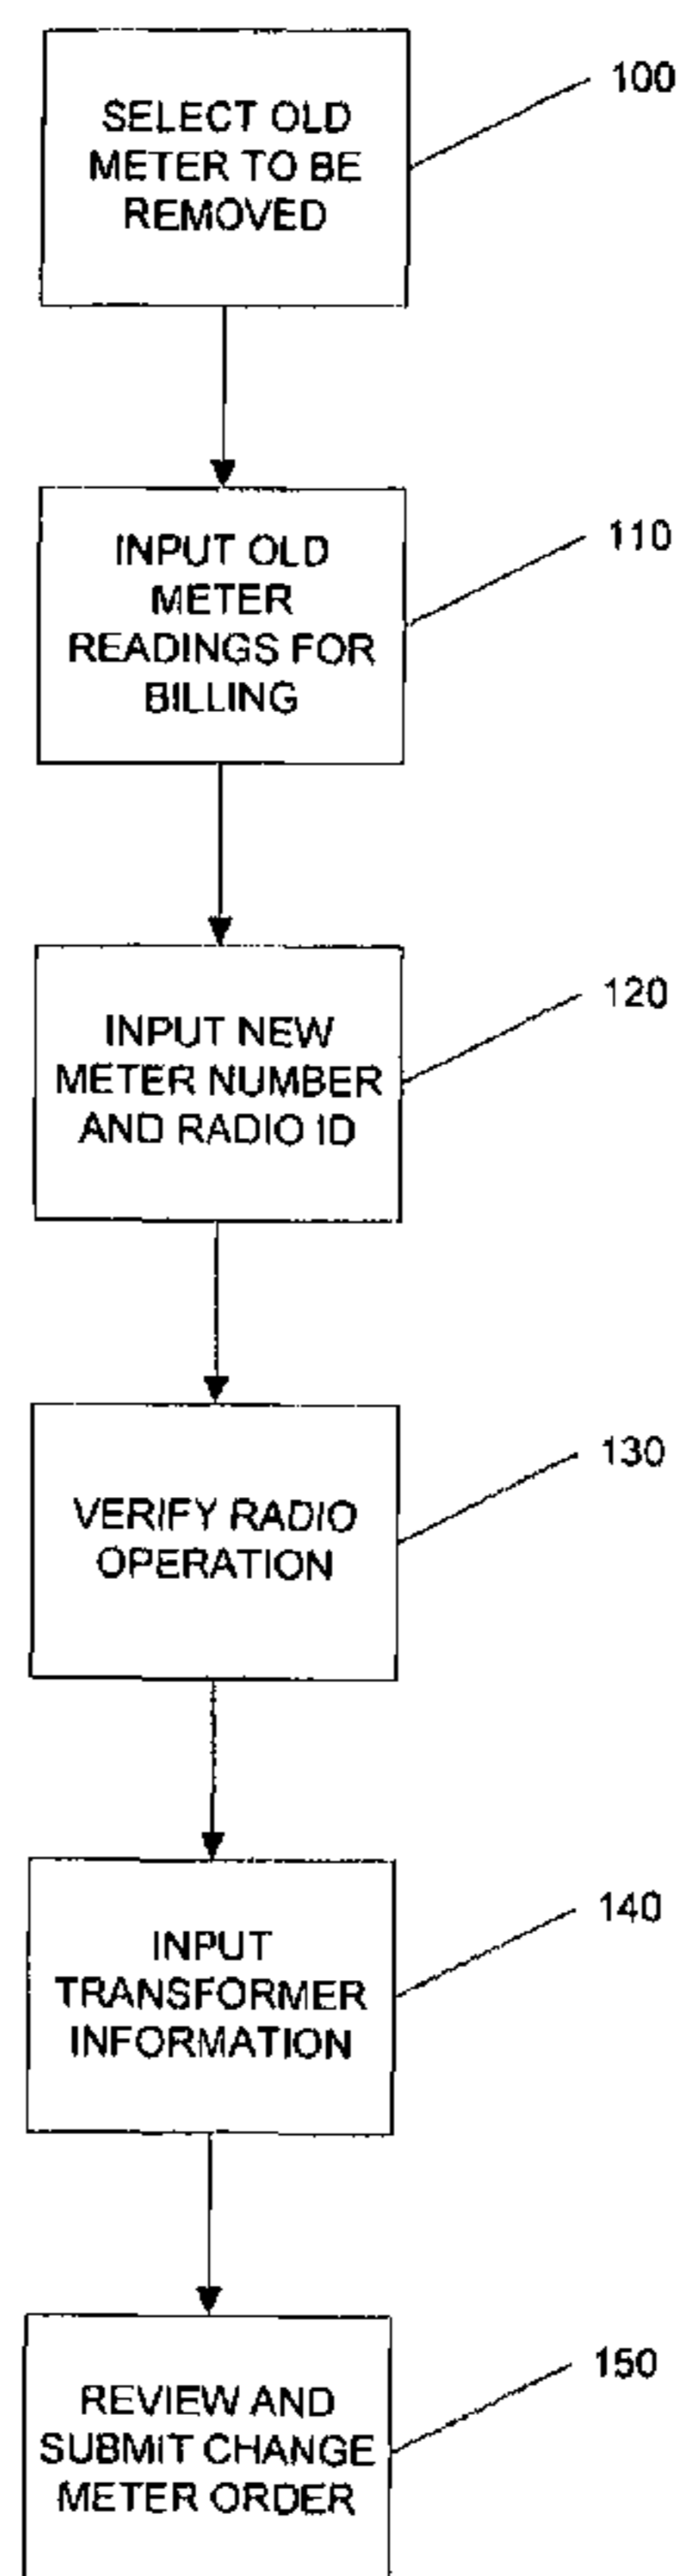 SELECT OLD
METER TO BE
REMOVED
100
INPUT OLD
METER
READINGS FOR
BILLING
110
INPUT NEW
METER NUMBER
AND RADIO ID
120
VERIFY RADIO
OPERATION
130
INPUT
TRANSFORMER
INFORMATION
140
REVIEW AND
SUBMIT CHANGE
METER ORDER
150